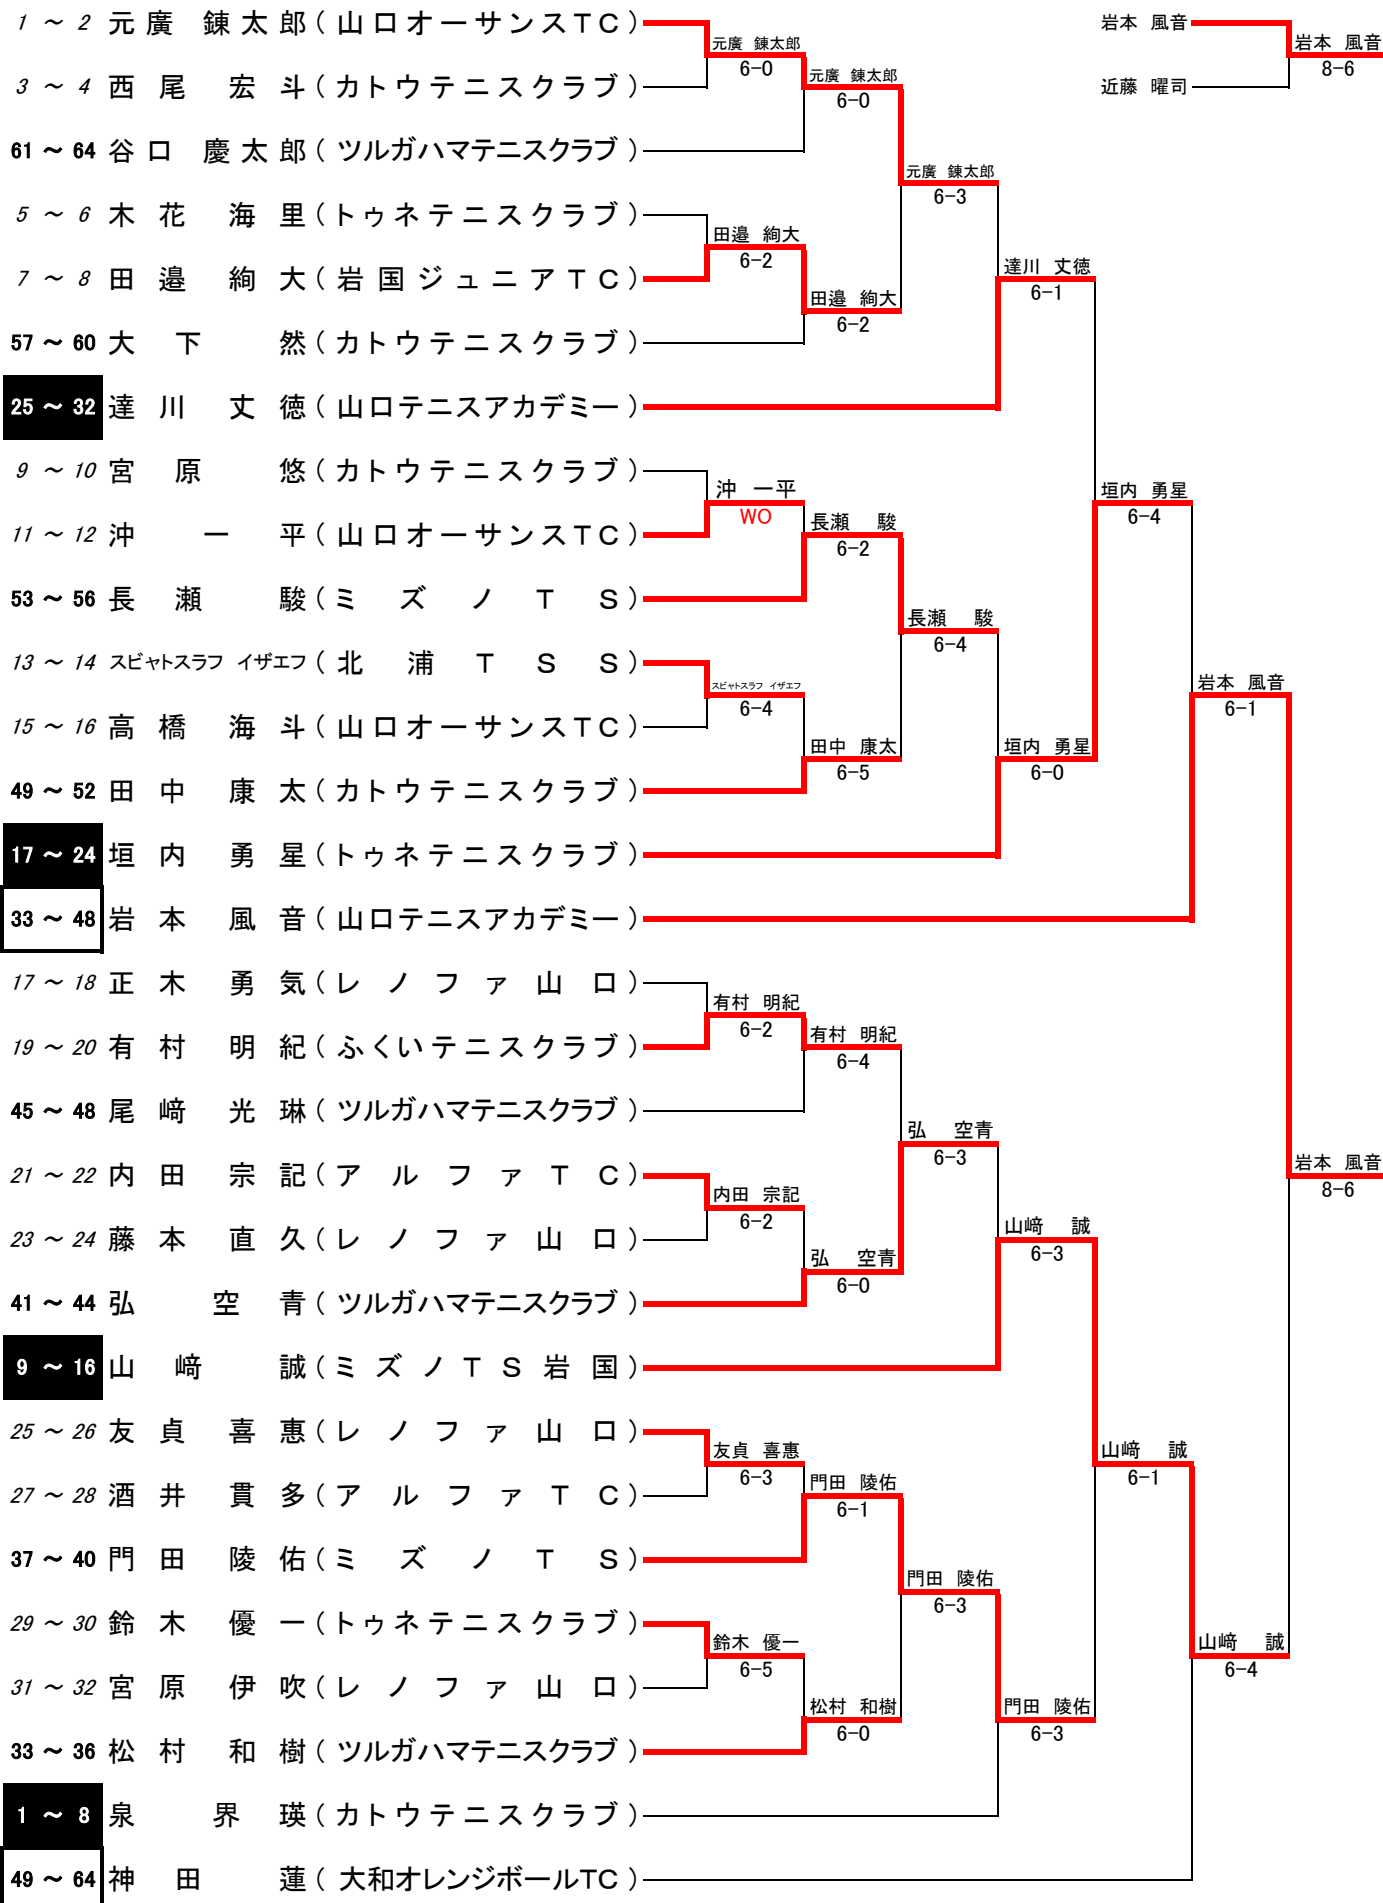 1 ～ 2 元廣 錬太郎 (山口オーサンスTC)
3 ～ 4 西尾 宏斗 (カトウテニスクラブ)
61 ～ 64 谷口 慶太郎 (ツルガハマテニスクラブ)
5 ～ 6 木花 海里 (トゥネテニスクラブ)
7 ～ 8 田邉 絢大 (岩国ジュニアTC)
57 ～ 60 大下 然 (カトウテニスクラブ)
25 ～ 32 達川 丈徳 (山口テニスアカデミー)
9 ～ 10 宮原 悠 (カトウテニスクラブ)
11 ～ 12 沖 一平 (山口オーサンスTC)
53 ～ 56 長瀬 駿 (ミズノTS)
13 ～ 14 スビャトスラフ イザエフ (北浦TSS)
15 ～ 16 高橋 海斗 (山口オーサンスTC)
49 ～ 52 田中 康太 (カトウテニスクラブ)
17 ～ 24 垣内 勇星 (トゥネテニスクラブ)
33 ～ 48 岩本 風音 (山口テニスアカデミー)
17 ～ 18 正木 勇気 (レノファ山口)
19 ～ 20 有村 明紀 (ふくいテニスクラブ)
45 ～ 48 尾﨑 光琳 (ツルガハマテニスクラブ)
21 ～ 22 内田 宗記 (アルファTC)
23 ～ 24 藤本 直久 (レノファ山口)
41 ～ 44 弘 空青 (ツルガハマテニスクラブ)
9 ～ 16 山﨑 誠 (ミズノTS岩国)
25 ～ 26 友貞 喜惠 (レノファ山口)
27 ～ 28 酒井 貫多 (アルファTC)
37 ～ 40 門田 陵佑 (ミズノTS)
29 ～ 30 鈴木 優一 (トゥネテニスクラブ)
31 ～ 32 宮原 伊吹 (レノファ山口)
33 ～ 36 松村 和樹 (ツルガハマテニスクラブ)
1 ～ 8 泉 界瑛 (カトウテニスクラブ)
49 ～ 64 神田 蓮 (大和オレンジボールTC)
元廣 錬太郎
6-0
田邉 絢大
6-2
沖 一平
WO
スビャトスラフ イザエフ
6-4
有村 明紀
6-2
内田 宗記
6-2
友貞 喜惠
6-3
鈴木 優一
6-5
元廣 錬太郎
6-0
田邉 絢大
6-2
長瀬 駿
6-2
田中 康太
6-5
有村 明紀
6-4
弘 空青
6-0
門田 陵佑
6-1
松村 和樹
6-0
元廣 錬太郎
6-3
長瀬 駿
6-4
弘 空青
6-3
門田 陵佑
6-3
達川 丈徳
6-1
垣内 勇星
6-0
山﨑 誠
6-3
門田 陵佑
6-3
垣内 勇星
6-4
山﨑 誠
6-1
岩本 風音
6-1
山﨑 誠
6-4
岩本 風音
8-6
岩本 風音
近藤 曜司
岩本 風音
8-6